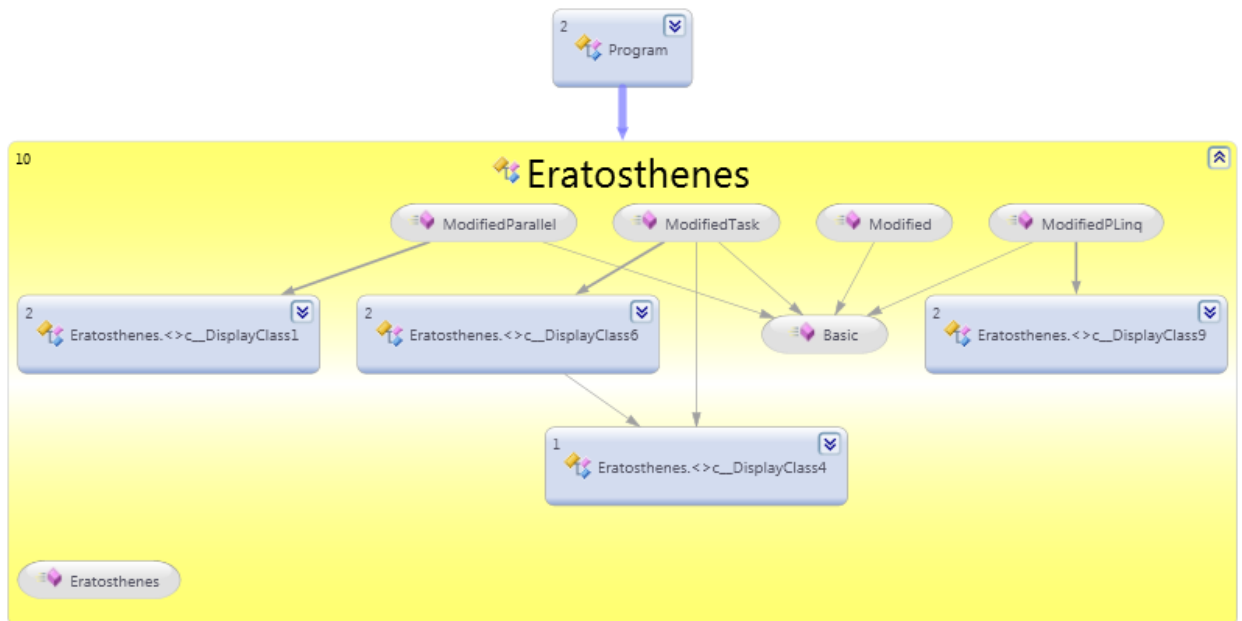 2
Program
10
Eratosthenes
ModifiedParallel
ModifiedTask
Modified
ModifiedPLinq
2
Eratosthenes.<>c__DisplayClass1
2
Eratosthenes.<>c__DisplayClass6
Basic
2
Eratosthenes.<>c__DisplayClass9
1
Eratosthenes.<>c__DisplayClass4
Eratosthenes